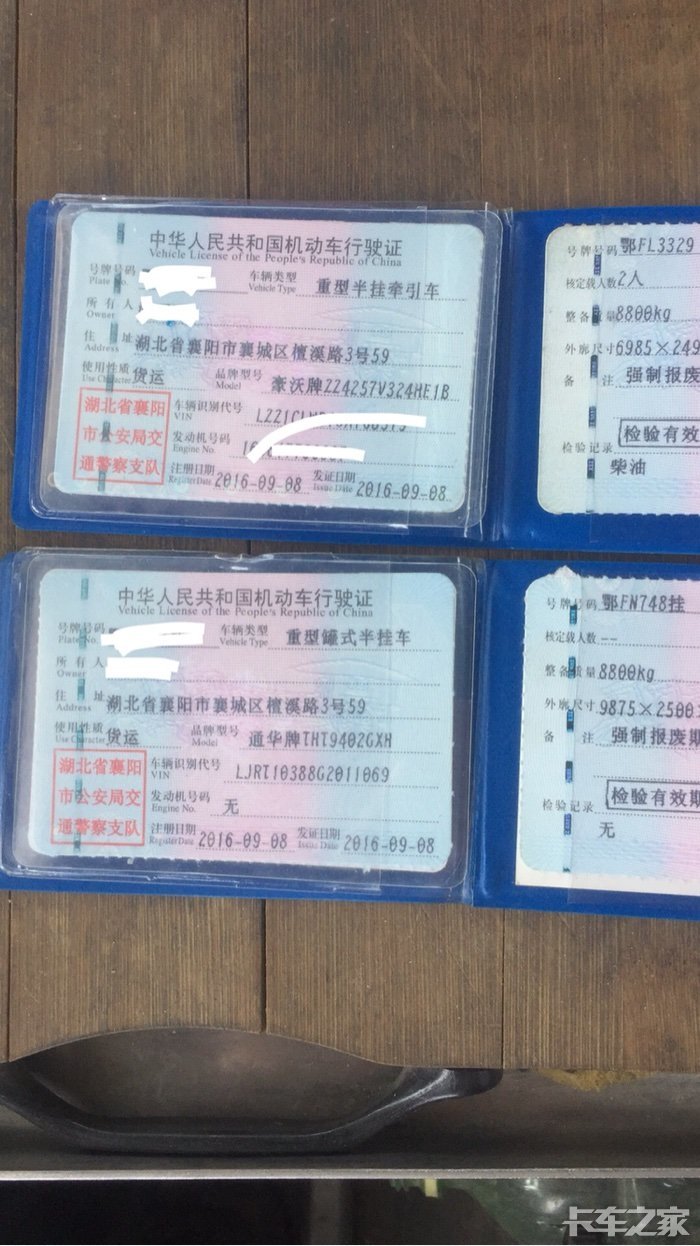 中华人民共和国机动车行驶证
Vehicle License of the People's Republic of China
号牌号码
Plate No.
车辆类型 重型半挂牵引车
Vehicle Type
所有人
Owner
住址 湖北省襄阳市襄城区檀溪路3号59
Address
使用性质 货运
Use Character
品牌型号 豪沃牌ZZ4257V324HE1B
Model
湖北省襄阳
市公安局交
通警察支队
车辆识别代号
VIN
发动机号码
Engine No.
注册日期 2016-09-08
Register Date
发证日期 2016-09-08
Issue Date
号牌号码 鄂FL3329
核定载人数 2人
整备质量 8800kg
外廓尺寸 6985×249
备注 强制报废
检验有效
检验记录
柴油
中华人民共和国机动车行驶证
Vehicle License of the People's Republic of China
号牌号码
Plate No.
车辆类型 重型罐式半挂车
Vehicle Type
所有人
Owner
住址 湖北省襄阳市襄城区檀溪路3号59
Address
使用性质 货运
Use Character
品牌型号 通华牌THT9402GXH
Model
湖北省襄阳
市公安局交
通警察支队
车辆识别代号 LJRT10388G2011069
VIN
发动机号码 无
Engine No.
注册日期 2016-09-08
Register Date
发证日期 2016-09-08
Issue Date
号牌号码 鄂FN748挂
核定载人数 --
整备质量 8800kg
外廓尺寸 9875×2500
备注 强制报废期
检验有效期
检验记录
无
卡车之家